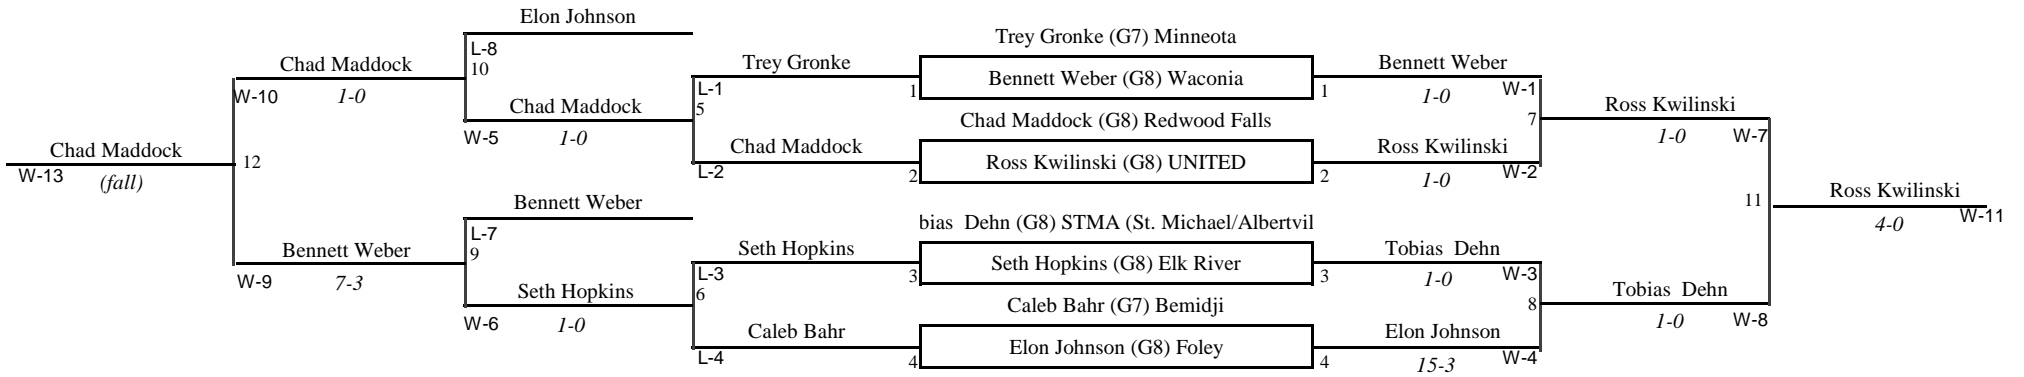 Elon Johnson
L-8
10
Chad Maddock
W-10
1-0
Chad Maddock
W-5
1-0
Chad Maddock
W-13
(fall)
12
Bennett Weber
L-7
9
Bennett Weber
W-9
7-3
Seth Hopkins
W-6
1-0
Trey Gronke
L-1
5
1
Chad Maddock
L-2
2
Seth Hopkins
L-3
6
3
Caleb Bahr
L-4
4
Trey Gronke (G7) Minneota
Bennett Weber (G8) Waconia
Chad Maddock (G8) Redwood Falls
Ross Kwilinski (G8) UNITED
bias  Dehn (G8) STMA (St. Michael/Albertvil
Seth Hopkins (G8) Elk River
Caleb Bahr (G7) Bemidji
Elon Johnson (G8) Foley
1
Bennett Weber
1-0
W-1
7
2
Ross Kwilinski
1-0
W-2
3
Tobias  Dehn
1-0
W-3
8
4
Elon Johnson
15-3
W-4
Ross Kwilinski
1-0
W-7
11
Tobias  Dehn
1-0
W-8
Ross Kwilinski
4-0
W-11